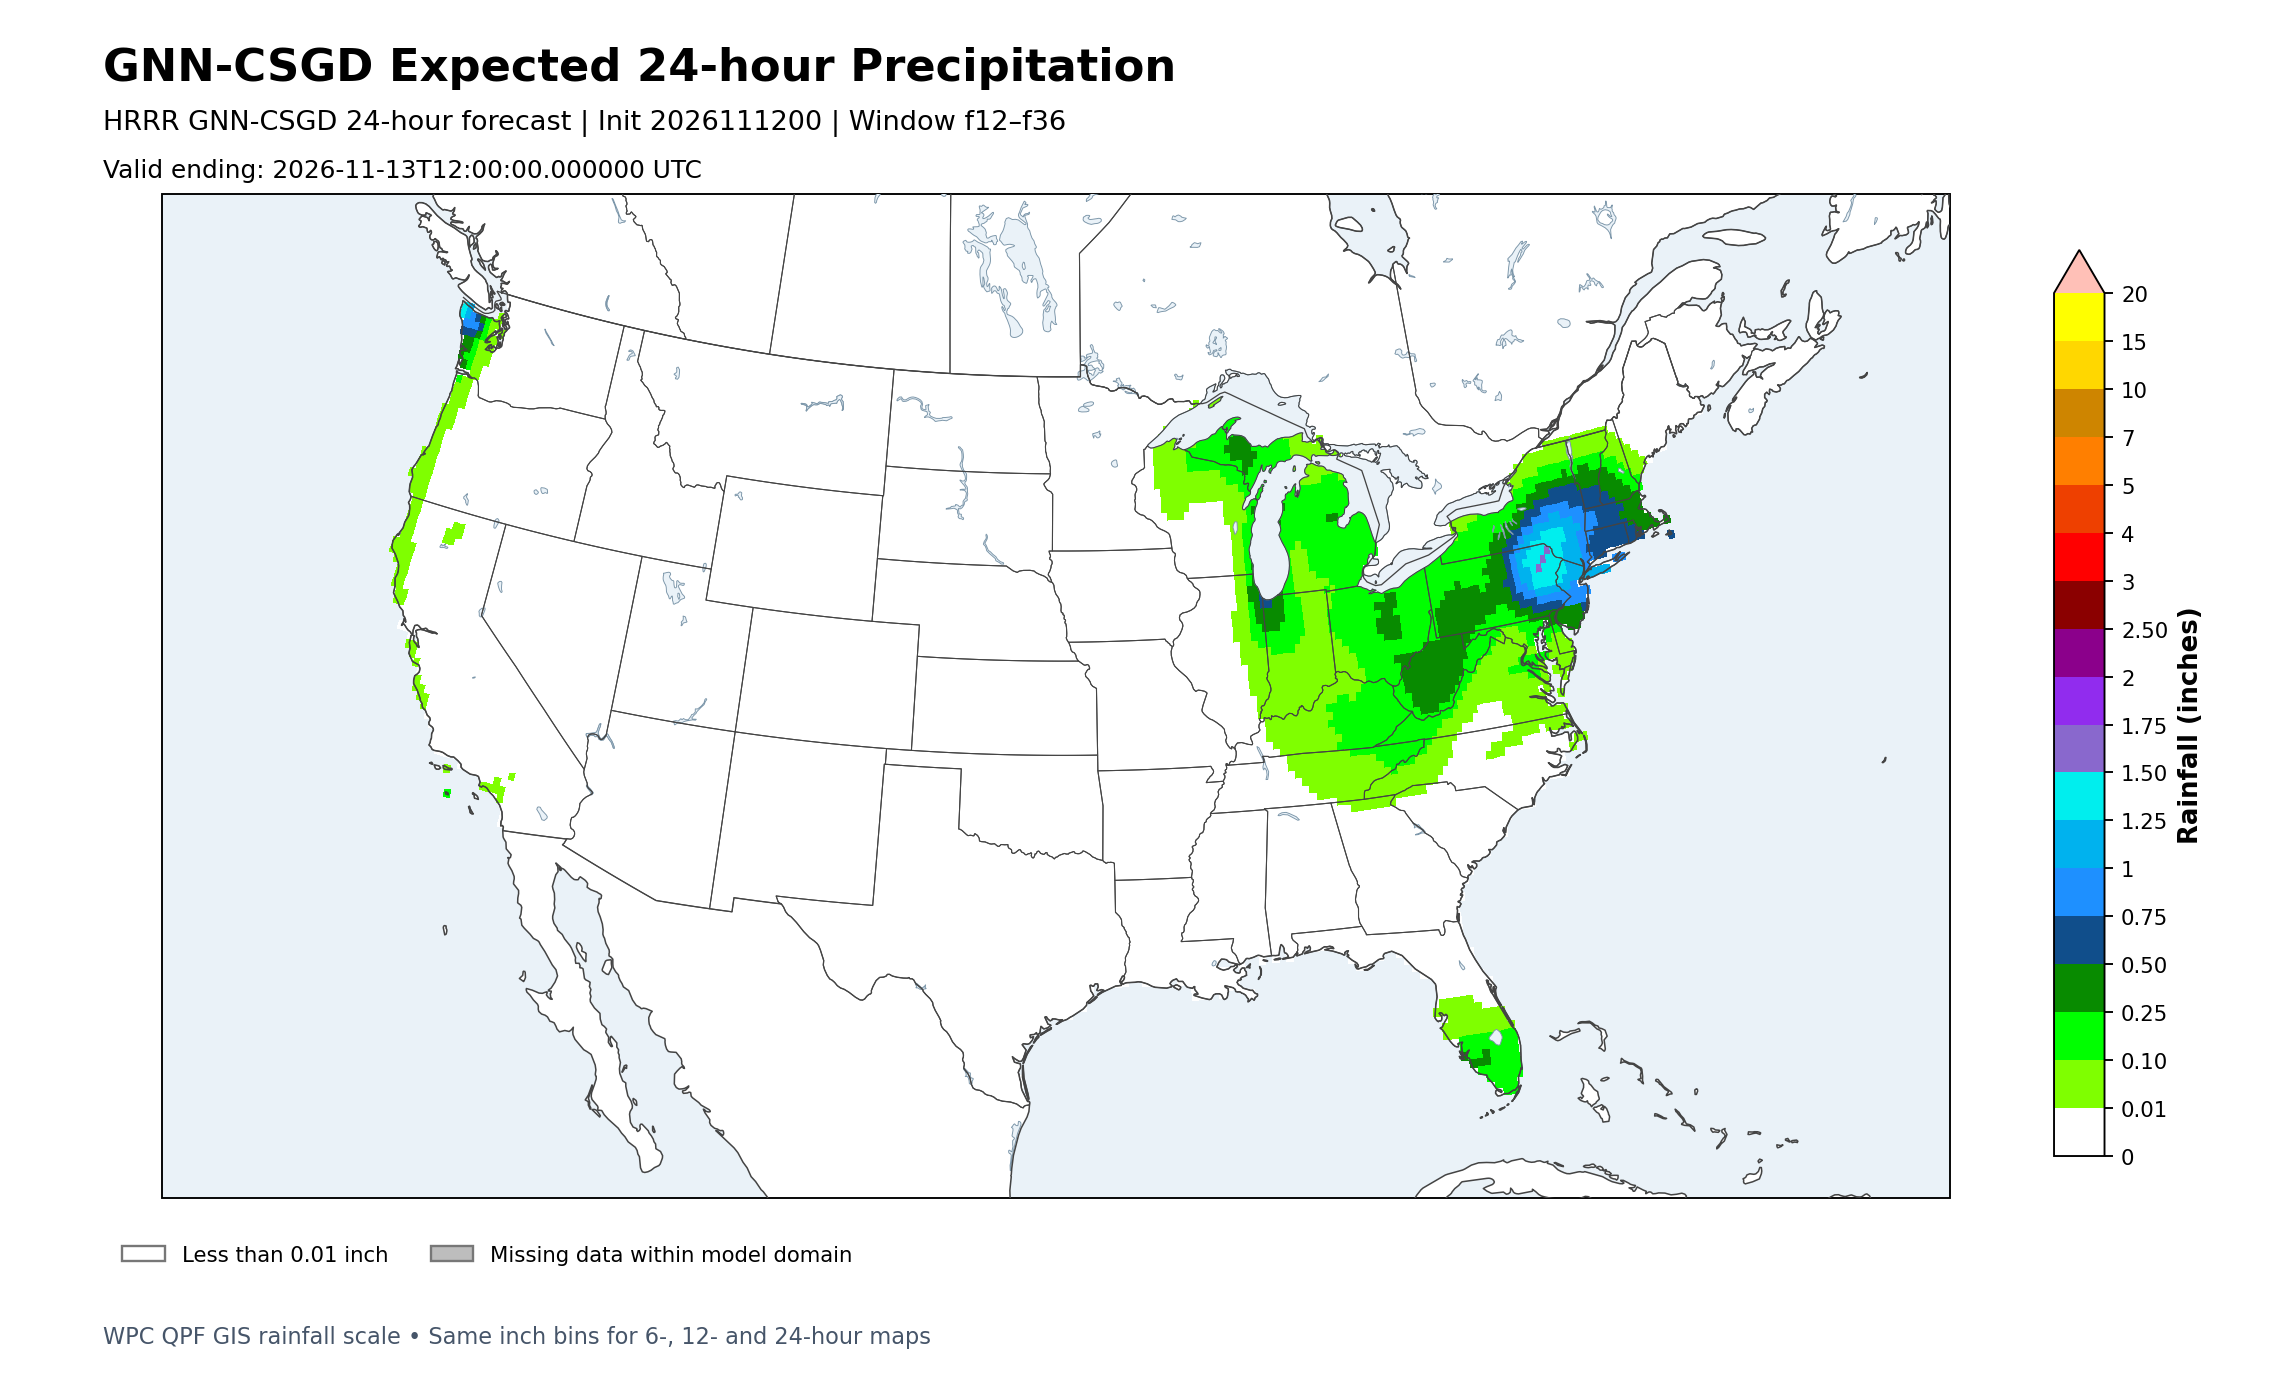 GNN-CSGD Expected 24-hour Precipitation
HRRR GNN-CSGD 24-hour forecast | Init 2026111200 | Window f12–f36
Valid ending: 2026-11-13T12:00:00.000000 UTC
20
15
10
7
5
4
3
2.50
2
1.75
1.50
1.25
1
0.75
0.50
0.25
0.10
0.01
0
Rainfall (inches)
Less than 0.01 inch
Missing data within model domain
WPC QPF GIS rainfall scale • Same inch bins for 6-, 12- and 24-hour maps